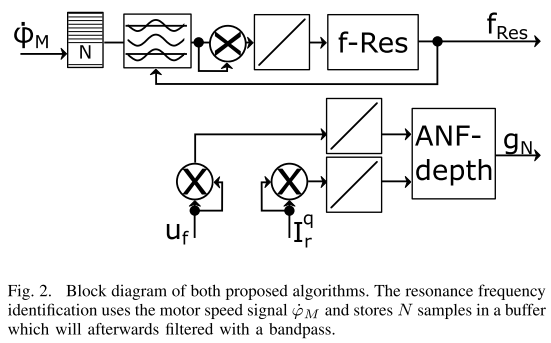 ϕ̇M
N
f-Res
fRes
ANF-
depth
gN
uf
Irq
Fig. 2. Block diagram of both proposed algorithms. The resonance frequency
identification uses the motor speed signal φ̇M and stores N samples in a buffer
which will afterwards filtered with a bandpass.